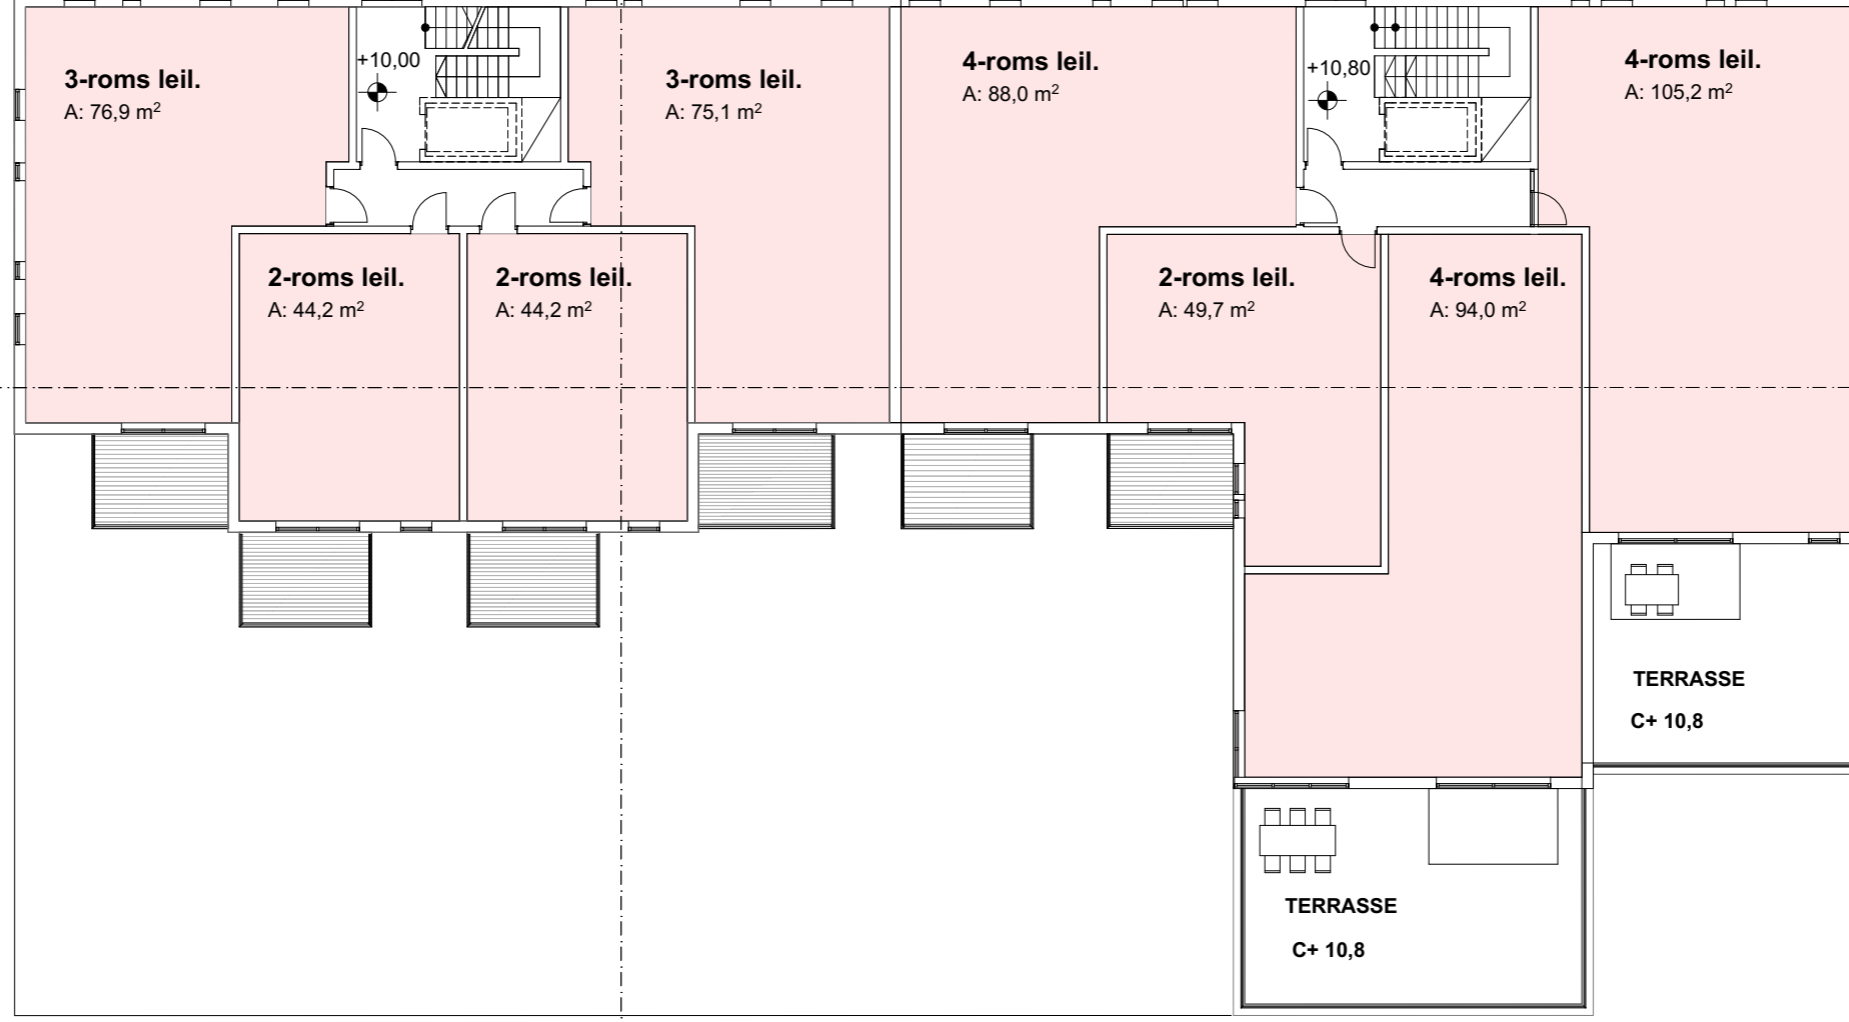 3-roms leil.
A: 76,9 m²
+10,00
3-roms leil.
A: 75,1 m²
4-roms leil.
A: 88,0 m²
+10,80
4-roms leil.
A: 105,2 m²
2-roms leil.
A: 44,2 m²
2-roms leil.
A: 44,2 m²
2-roms leil.
A: 49,7 m²
4-roms leil.
A: 94,0 m²
TERRASSE
C+ 10,8
TERRASSE
C+ 10,8